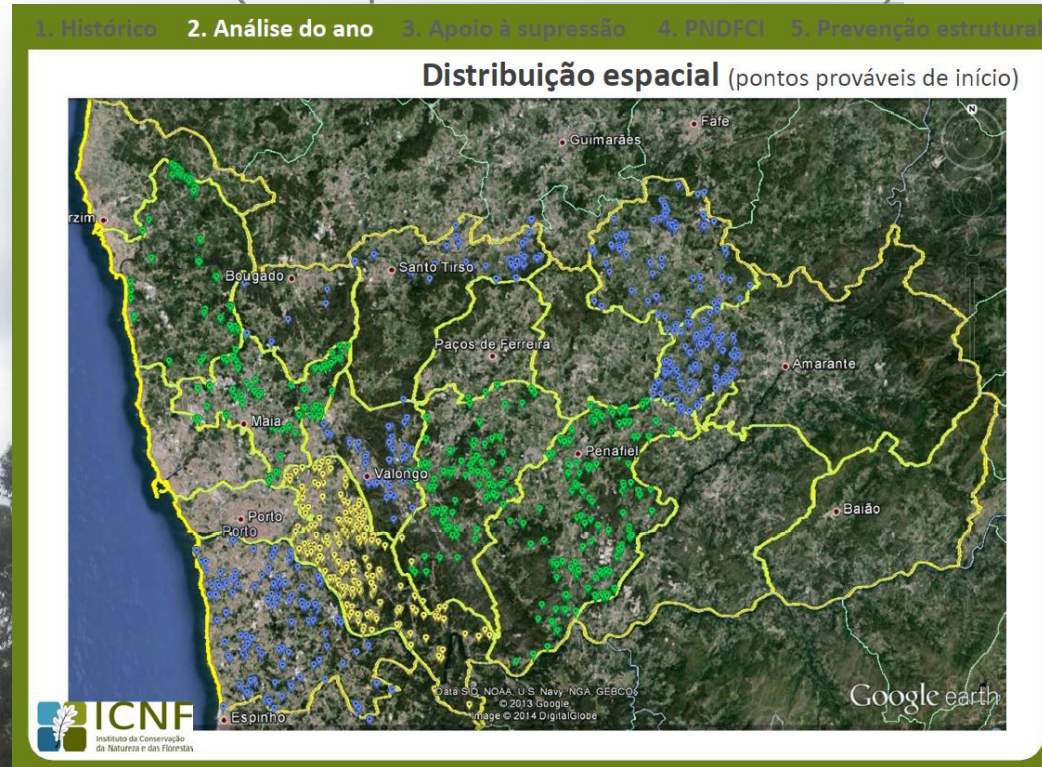 1. Histórico 2. Análise do ano 3. Apoio à supressão 4. PNDFCI 5. Prevenção estrutural
Distribuição espacial (pontos prováveis de início)
N
Fafe
Guimarães
rzim
Bougado
Santo Tirso
Paços de Ferreira
Amarante
Maia
Penafiel
Valongo
Baião
Porto
Porto
Data SIO, NOAA, U.S. Navy, NGA, GEBCO
© 2013 Google
Image © 2014 DigitalGlobe
Google earth
Espinho
ICNF
Instituto da Conservação
da Natureza e das Florestas